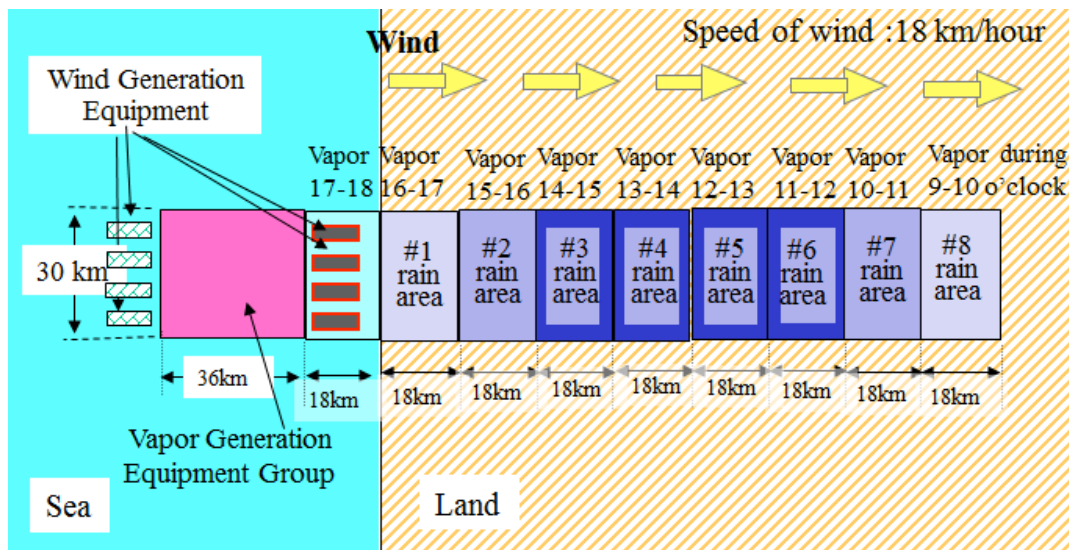 Wind
Speed of wind :18 km/hour
Wind Generation
Equipment
Vapor
17-18
Vapor
16-17
Vapor
15-16
Vapor
14-15
Vapor
13-14
Vapor
12-13
Vapor
11-12
Vapor
10-11
Vapor during
9-10 o’clock
30 km
#1
rain
area
#2
rain
area
#3
rain
area
#4
rain
area
#5
rain
area
#6
rain
area
#7
rain
area
#8
rain
area
36km
18km
18km
18km
18km
18km
18km
18km
18km
18km
Vapor Generation
Equipment Group
Sea
Land